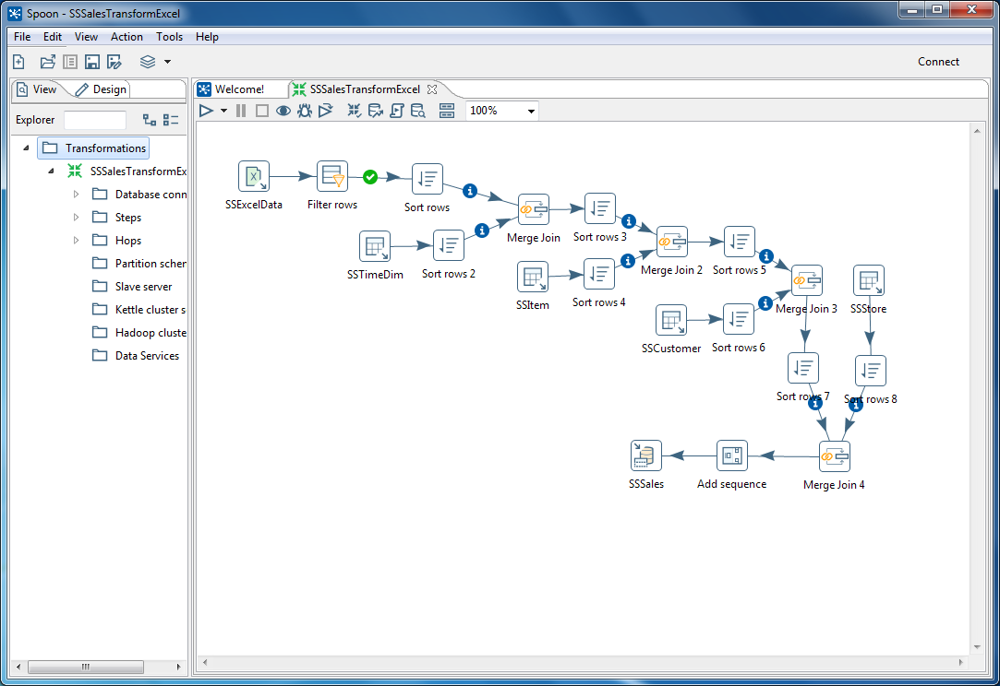 Spoon - SSSalesTransformExcel
File Edit View Action Tools Help
Connect
View Design
Welcome! SSSalesTransformExcel
Explorer
100%
Transformations
SSSalesTransformEx
Database conn
Steps
Hops
Partition scher
Slave server
Kettle cluster s
Hadoop cluste
Data Services
SSExcelData
Filter rows
Sort rows
SSTimeDim
Sort rows 2
Merge Join
Sort rows 3
SSItem
Sort rows 4
Merge Join 2
Sort rows 5
SSCustomer
Sort rows 6
Merge Join 3
SSStore
Sort rows 7
Sort rows 8
SSSales
Add sequence
Merge Join 4